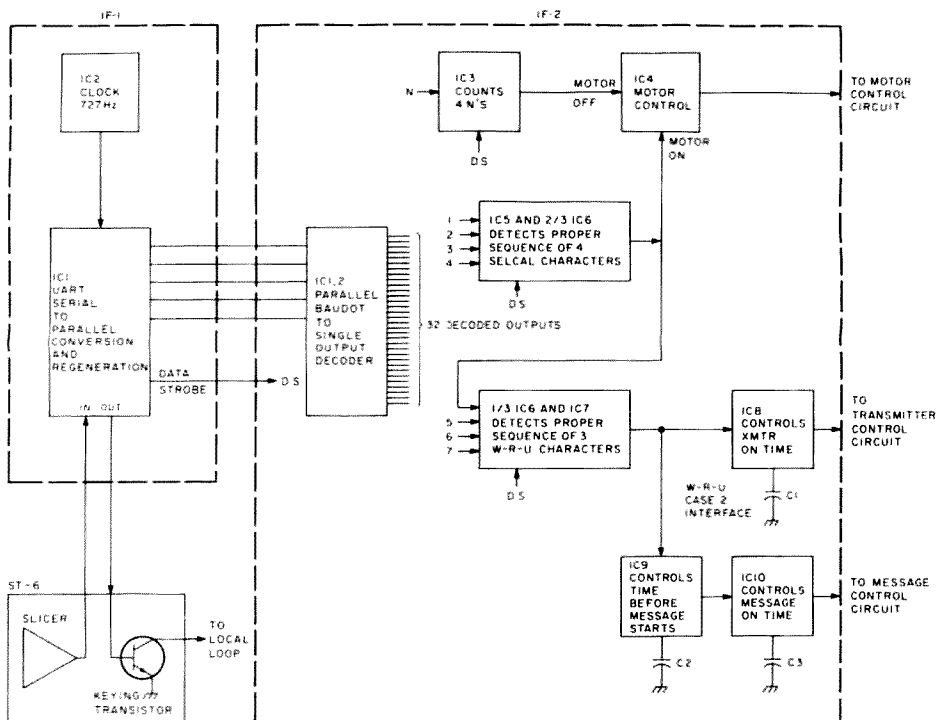 IF-1
IF-2
IC2
CLOCK
727 Hz
N
IC3
COUNTS
4 N'S
DS
MOTOR
OFF
IC4
MOTOR
CONTROL
MOTOR
ON
TO MOTOR
CONTROL
CIRCUIT
1
2
3
4
IC5 AND 2/3 IC6
DETECTS PROPER
SEQUENCE OF 4
SELCAL CHARACTERS
DS
IC1
UART
SERIAL
TO
PARALLEL
CONVERSION
AND
REGENERATION
IN OUT
DATA
STROBE
DS
IC1,2
PARALLEL
BAUDOT
TO
SINGLE
OUTPUT
DECODER
32 DECODED OUTPUTS
5
6
7
1/3 IC6 AND IC7
DETECTS PROPER
SEQUENCE OF 3
W-R-U CHARACTERS
DS
IC8
CONTROLS
XMTR
ON TIME
C1
TO
TRANSMITTER
CONTROL
CIRCUIT
W-R-U
CASE 2
INTERFACE
IC9
CONTROLS
TIME
BEFORE
MESSAGE
STARTS
C2
IC10
CONTROLS
MESSAGE
ON TIME
C3
TO MESSAGE
CONTROL
CIRCUIT
ST-6
SLICER
TO
LOCAL
LOOP
KEYING
TRANSISTOR